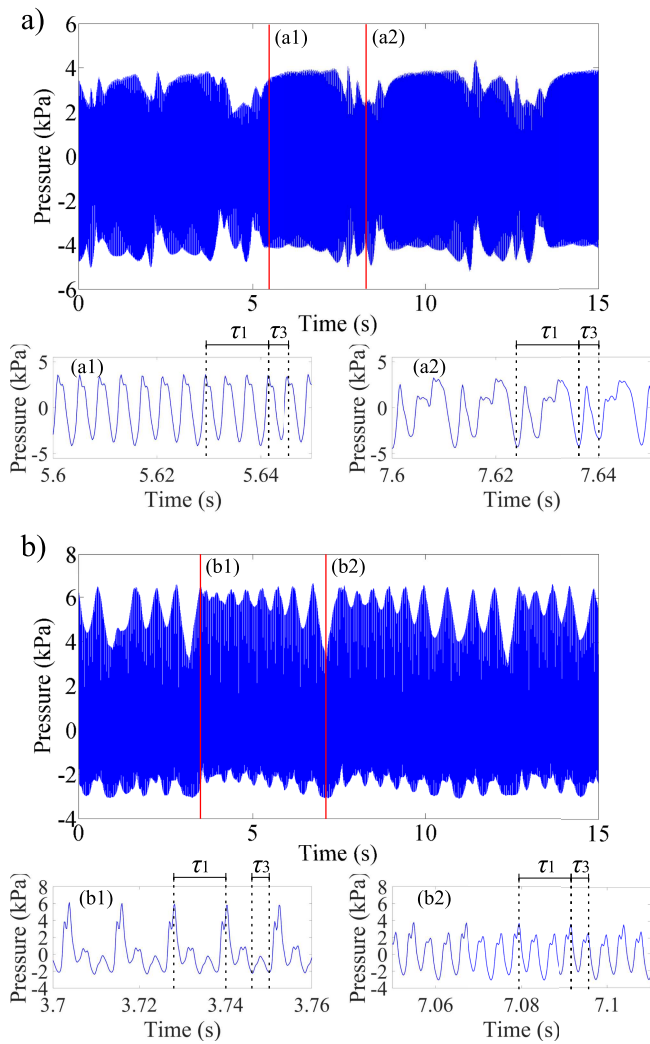 a)
(a1) (a2)
Pressure (kPa)
6
4
2
0
-2
-4
-6
0 5 10 15
Time (s)
τ1 τ3
(a1)
Pressure (kPa)
5
0
-5
5.6 5.62 5.64
Time (s)
τ1 τ3
(a2)
Pressure (kPa)
5
0
-5
7.6 7.62 7.64
Time (s)
b)
(b1) (b2)
Pressure (kPa)
8
6
4
2
0
-2
-4
0 5 10 15
Time (s)
τ1 τ3
(b1)
Pressure (kPa)
8
6
4
2
0
-2
-4
3.7 3.72 3.74 3.76
Time (s)
τ1 τ3
(b2)
Pressure (kPa)
8
6
4
2
0
-2
-4
7.06 7.08 7.1
Time (s)